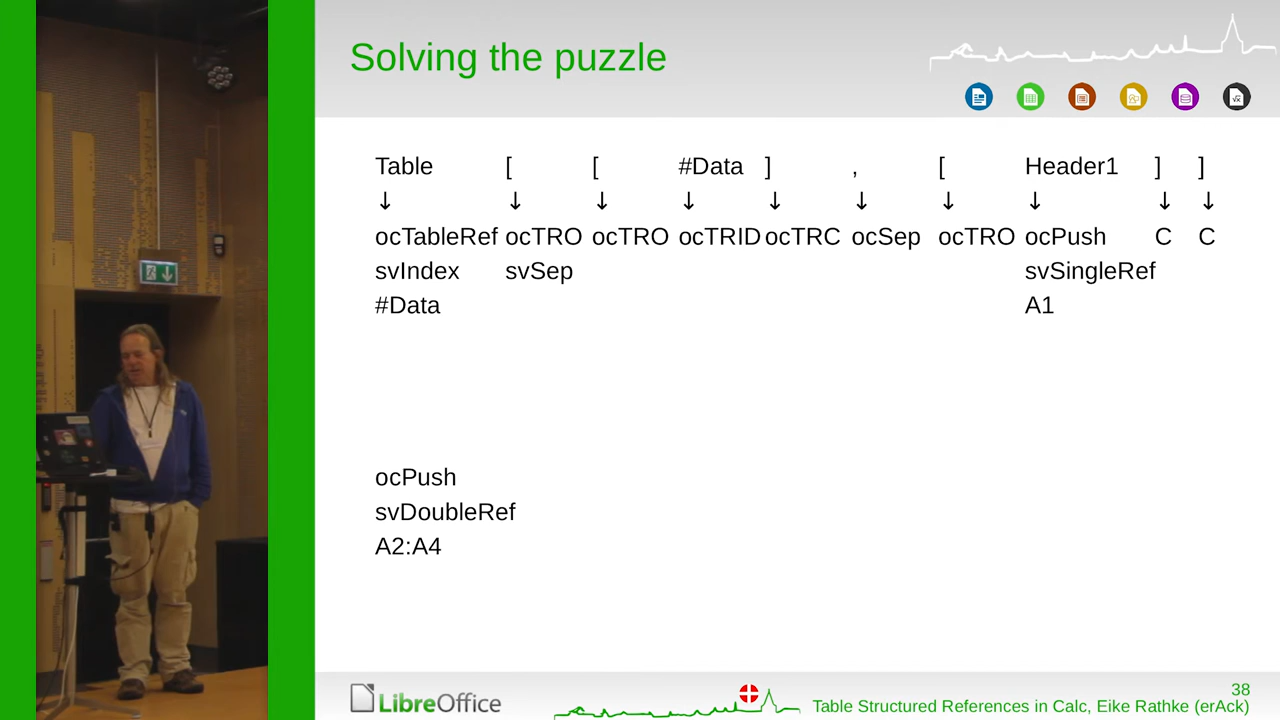 Solving the puzzle
Table [ [ #Data ] , [ Header1 ] ]
↓ ↓ ↓ ↓ ↓ ↓ ↓ ↓ ↓ ↓
ocTableRef ocTRO ocTRO ocTRID ocTRC ocSep ocTRO ocPush C C
svIndex svSep svSingleRef
#Data A1
ocPush
svDoubleRef
A2:A4
LibreOffice
38
Table Structured References in Calc, Eike Rathke (erAck)